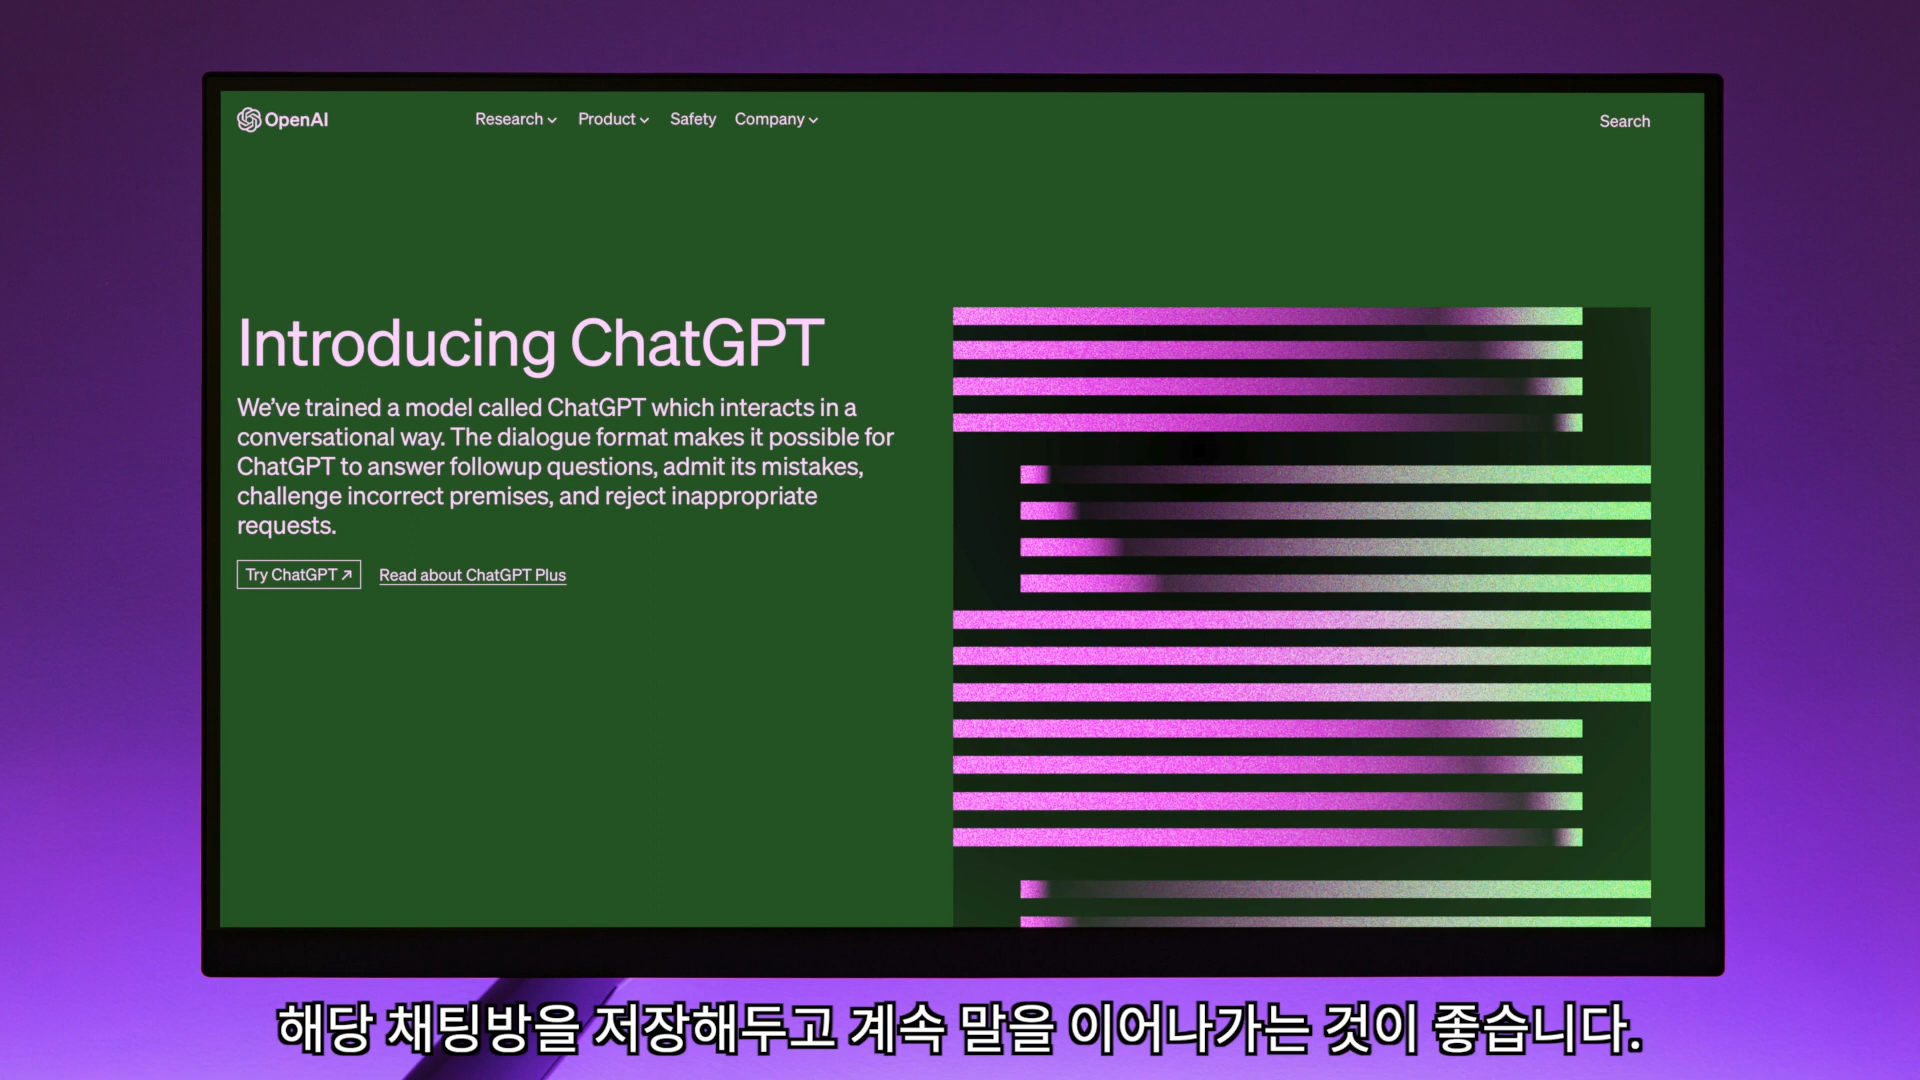 OpenAI
Research
Product
Safety
Company
Search
Introducing ChatGPT
We've trained a model called ChatGPT which interacts in a
conversational way. The dialogue format makes it possible for
ChatGPT to answer followup questions, admit its mistakes,
challenge incorrect premises, and reject inappropriate
requests.
Try ChatGPT ↗
Read about ChatGPT Plus
해당 채팅방을 저장해두고 계속 말을 이어나가는 것이 좋습니다.